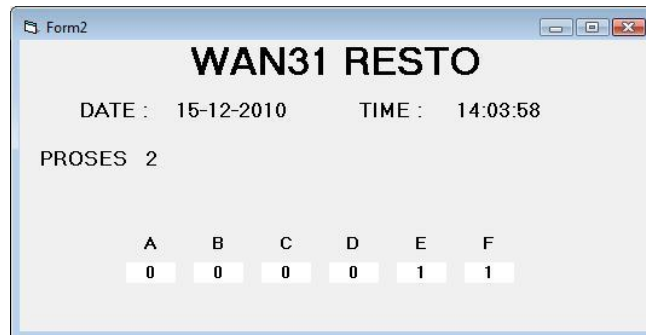 Form2
WAN31 RESTO
DATE : 15-12-2010 TIME : 14:03:58
PROSES 2
A B C D E F
0 0 0 0 1 1